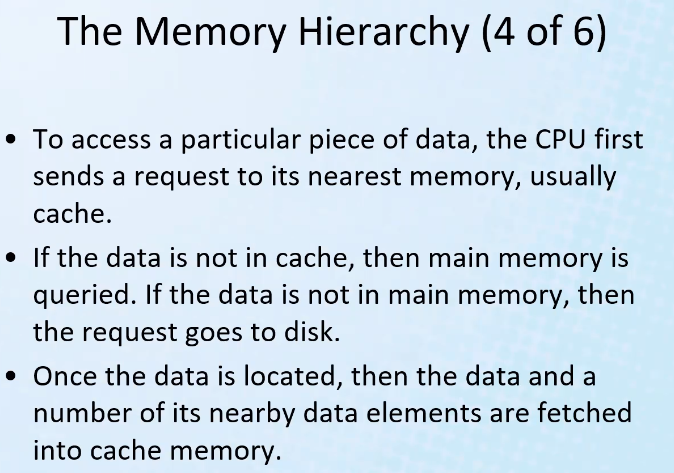 The Memory Hierarchy (4 of 6)
• To access a particular piece of data, the CPU first
sends a request to its nearest memory, usually
cache.
• If the data is not in cache, then main memory is
queried. If the data is not in main memory, then
the request goes to disk.
• Once the data is located, then the data and a
number of its nearby data elements are fetched
into cache memory.